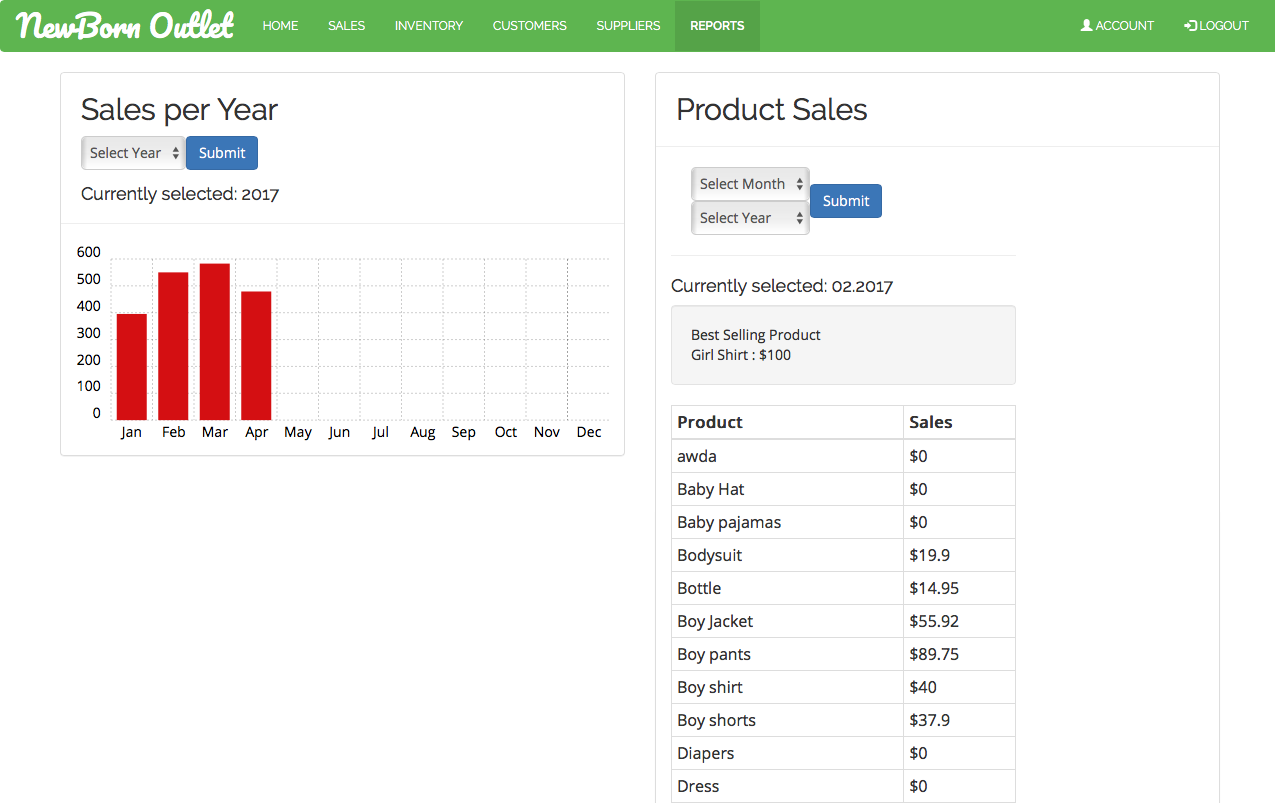 NewBorn Outlet HOME SALES INVENTORY CUSTOMERS SUPPLIERS REPORTS ACCOUNT LOGOUT
Sales per Year
Select Year Submit
Currently selected: 2017
600
500
400
300
200
100
0
Jan Feb Mar Apr May Jun Jul Aug Sep Oct Nov Dec
Product Sales
Select Month
Submit
Select Year
Currently selected: 02.2017
Best Selling Product
Girl Shirt : $100
Product Sales
awda $0
Baby Hat $0
Baby pajamas $0
Bodysuit $19.9
Bottle $14.95
Boy Jacket $55.92
Boy pants $89.75
Boy shirt $40
Boy shorts $37.9
Diapers $0
Dress $0